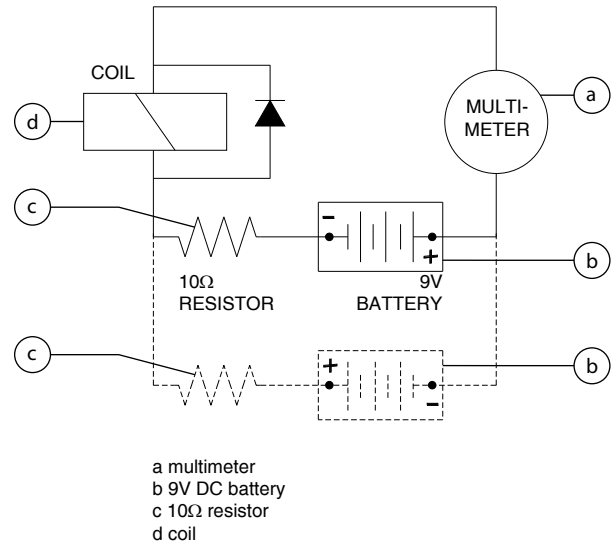 COIL
d
MULTI-
METER
a
c
-
+
b
10Ω
RESISTOR
9V
BATTERY
c
+
-
b
a multimeter
b 9V DC battery
c 10Ω resistor
d coil